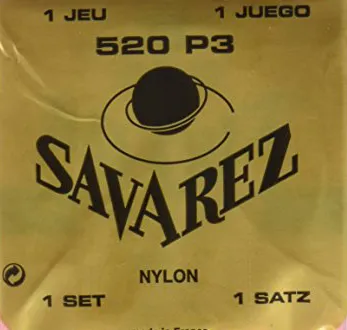 1 JEU 1 JUEGO
520 P3
SAVAREZ
NYLON
1 SET 1 SATZ